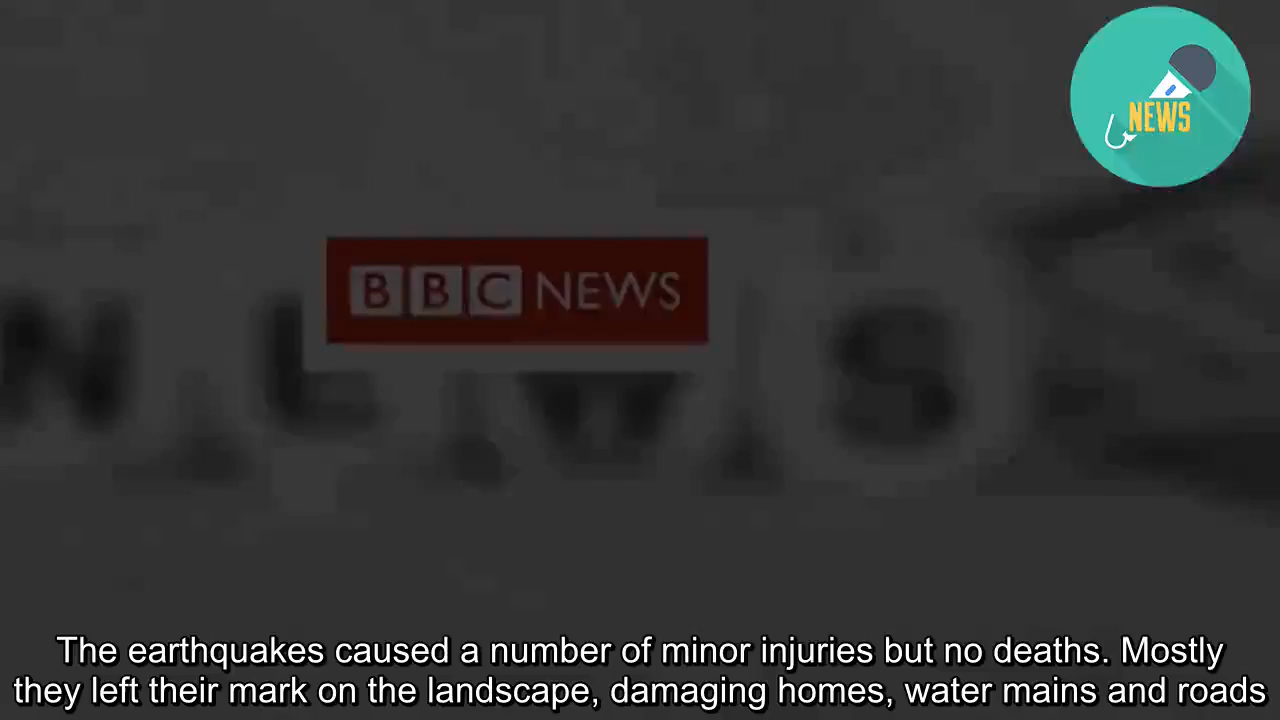 NEWS
BBC NEWS
NEWS
The earthquakes caused a number of minor injuries but no deaths. Mostly
they left their mark on the landscape, damaging homes, water mains and roads